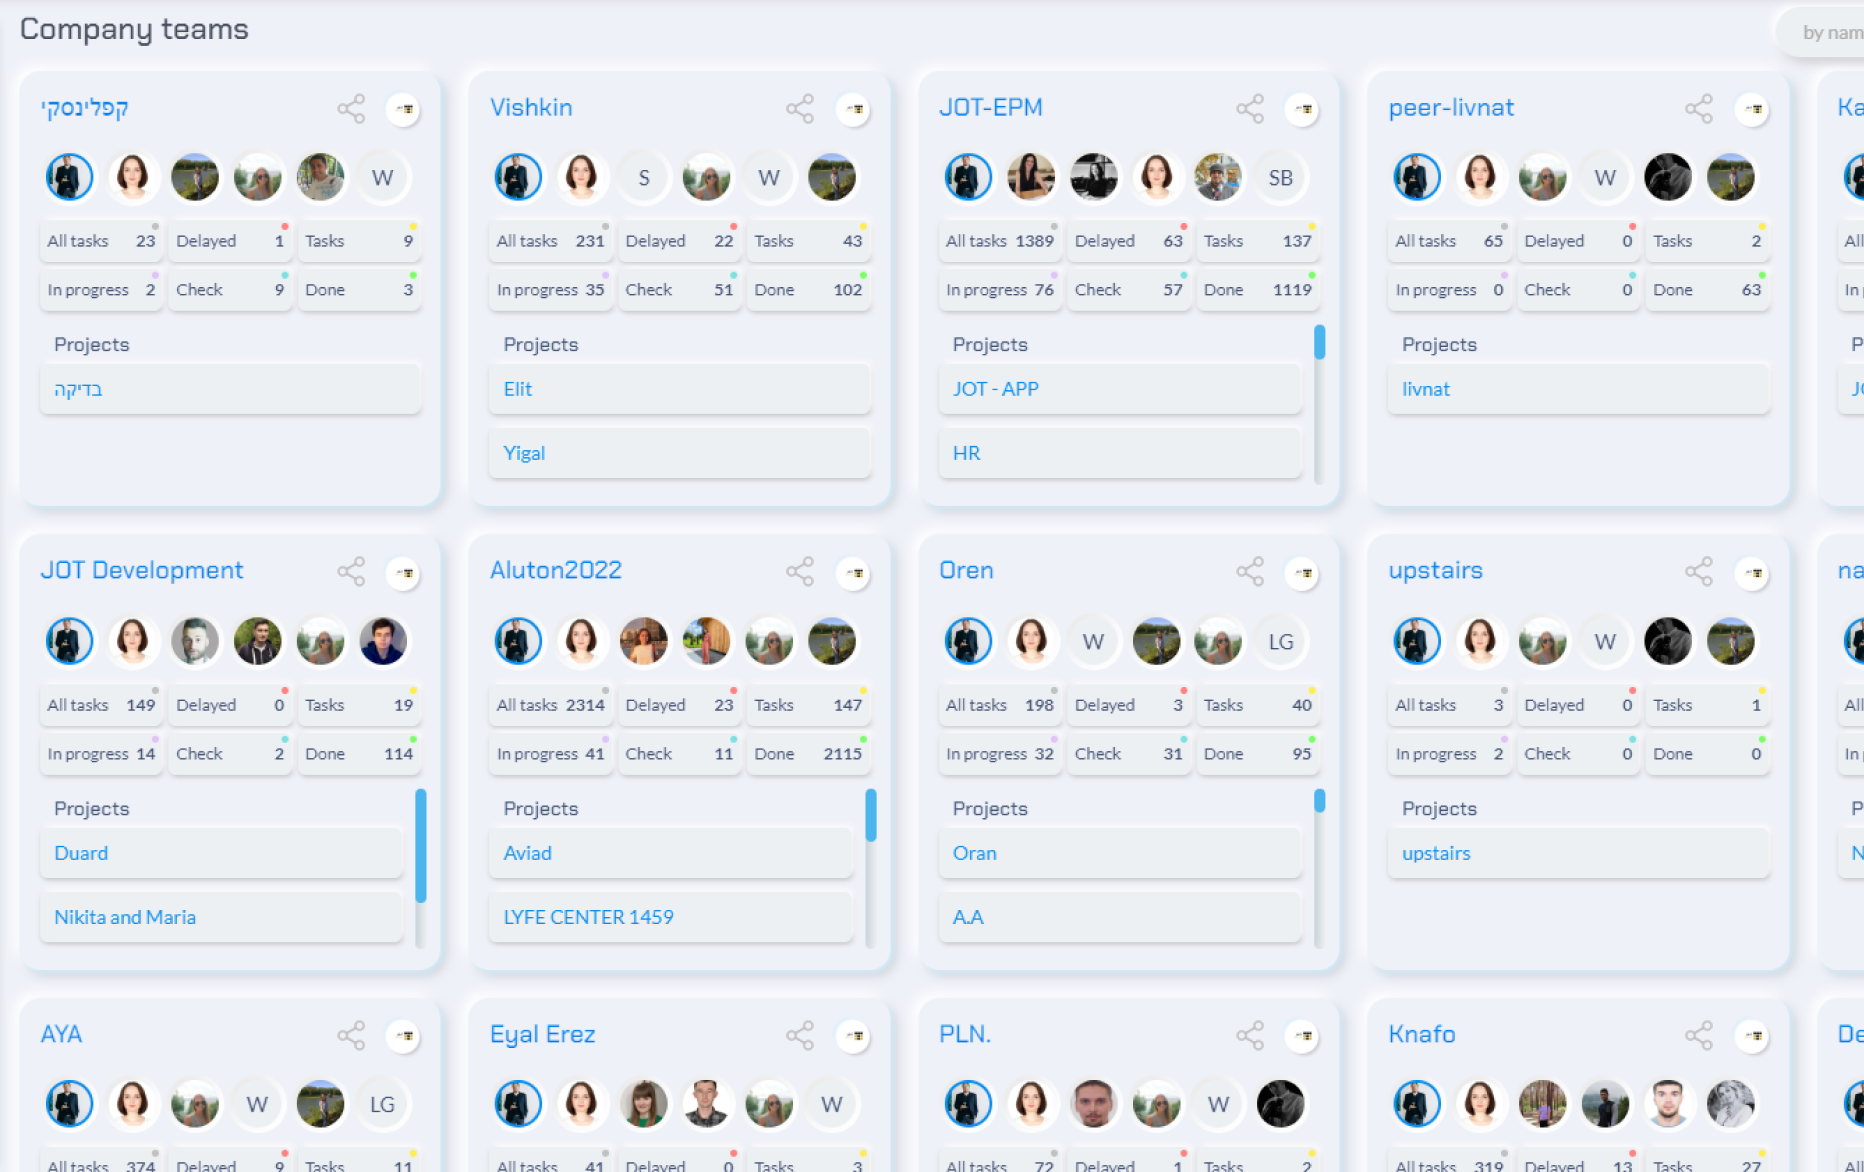 Company teams
by nam
קפלינסקי
W
All tasks 23 Delayed 1 Tasks 9
In progress 2 Check 9 Done 3
Projects
בדיקה
Vishkin
S W
All tasks 231 Delayed 22 Tasks 43
In progress 35 Check 51 Done 102
Projects
Elit
Yigal
JOT-EPM
SB
All tasks 1389 Delayed 63 Tasks 137
In progress 76 Check 57 Done 1119
Projects
JOT - APP
HR
peer-livnat
W
All tasks 65 Delayed 0 Tasks 2
In progress 0 Check 0 Done 63
Projects
livnat
Ka
All
In
P
JO
JOT Development
All tasks 149 Delayed 0 Tasks 19
In progress 14 Check 2 Done 114
Projects
Duard
Nikita and Maria
Aluton2022
All tasks 2314 Delayed 23 Tasks 147
In progress 41 Check 11 Done 2115
Projects
Aviad
LYFE CENTER 1459
Oren
W LG
All tasks 198 Delayed 3 Tasks 40
In progress 32 Check 31 Done 95
Projects
Oran
A.A
upstairs
W
All tasks 3 Delayed 0 Tasks 1
In progress 2 Check 0 Done 0
Projects
upstairs
na
All
In
P
N
AYA
W LG
All tasks 374 Delayed 9 Tasks 11
Eyal Erez
W
All tasks 41 Delayed 0 Tasks 3
PLN.
W
All tasks 72 Delayed 1 Tasks 2
Knafo
All tasks 319 Delayed 13 Tasks 27
De
All